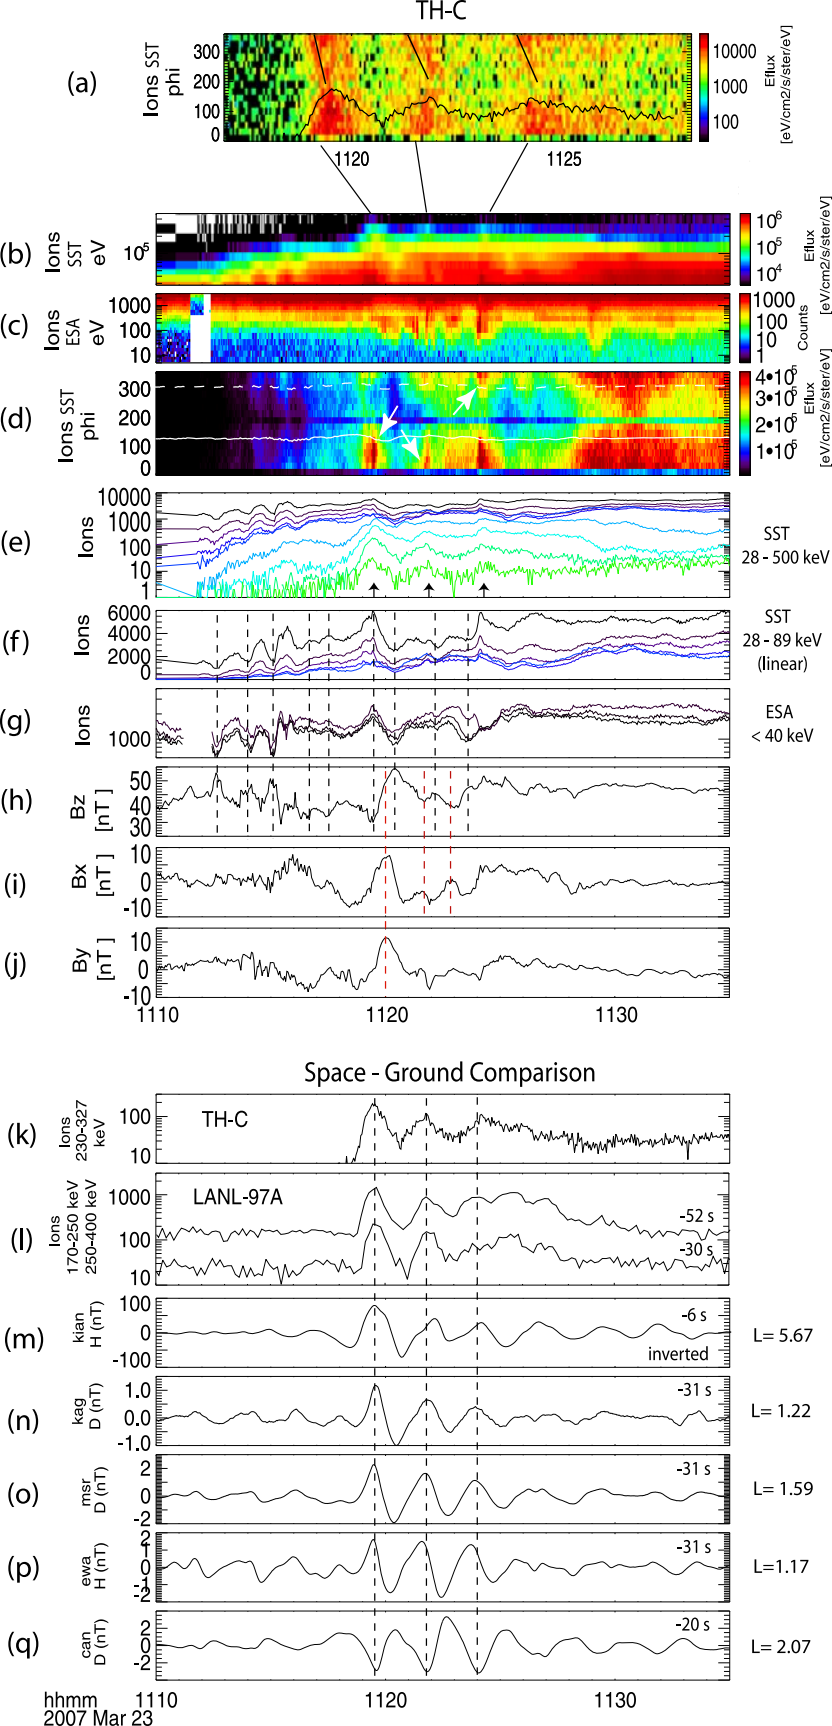 TH-C
(a)
Ions SST
phi
300
200
100
0
10000
1000
100
Eflux
[eV/cm2/s/ster/eV]
1120
1125
(b)
Ions
SST
eV
10^5
10^6
10^5
10^4
Eflux
[eV/cm2/s/ster/eV]
(c)
Ions
ESA
eV
1000
100
10
1000
100
10
1
Counts
(d)
Ions SST
phi
300
200
100
0
4•10^5
3•10^5
2•10^5
1•10^5
Eflux
[eV/cm2/s/ster/eV]
(e)
Ions
10000
1000
100
10
1
SST
28 - 500 keV
(f)
Ions
6000
4000
2000
0
SST
28 - 89 keV
(linear)
(g)
Ions
1000
ESA
< 40 keV
(h)
Bz
[nT]
50
40
30
(i)
Bx
[nT]
10
0
-10
(j)
By
[nT]
10
0
-10
1110
1120
1130
Space - Ground Comparison
(k)
Ions
230-327
keV
100
10
TH-C
(l)
Ions
170-250 keV
250-400 keV
1000
100
10
LANL-97A
-52 s
-30 s
(m)
kian
H (nT)
100
0
-100
-6 s
inverted
L= 5.67
(n)
kag
D (nT)
1.0
0.0
-1.0
-31 s
L= 1.22
(o)
msr
D (nT)
2
0
-2
-31 s
L= 1.59
(p)
ewa
H (nT)
2
1
0
-1
-2
-31 s
L=1.17
(q)
can
D (nT)
2
0
-2
-20 s
L= 2.07
1110
1120
1130
hhmm
2007 Mar 23